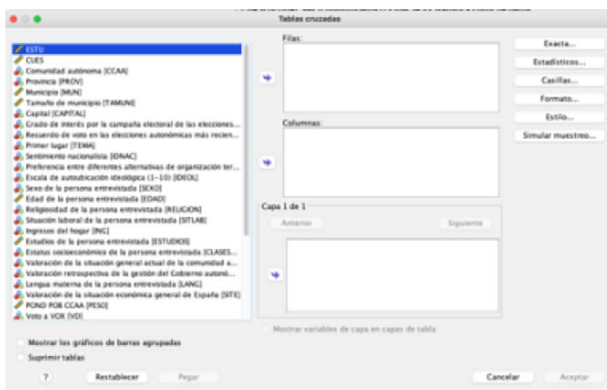 Tablas cruzadas
ESTU
CUES
Comunidad autónoma [CCAA]
Provincia [PROV]
Municipio [MUN]
Tamaño de municipio [TAMUNI]
Capital [CAPITAL]
Grado de interés por la campaña electoral de las elecciones...
Recuerdo de voto en las elecciones autonómicas más recien...
Primer lugar [TEMA]
Sentimiento nacionalista [IDNAC]
Preferencia entre diferentes alternativas de organización ter...
Escala de autoubicación ideológica (1-10) [IDEOL]
Sexo de la persona entrevistada [SEXO]
Edad de la persona entrevistada [EDAD]
Religiosidad de la persona entrevistada [RELIGION]
Situación laboral de la persona entrevistada [SITLAB]
Ingresos del hogar [ING]
Estudios de la persona entrevistada [ESTUDIOS]
Estatus socioeconómico de la persona entrevistada [CLASES...
Valoración de la situación general actual de la comunidad a...
Valoración retrospectiva de la gestión del Gobierno autonó...
Lengua materna de la persona entrevistada [LANG]
Valoración de la situación económica general de España [SITE]
POND POB CCAA [PESO]
Voto a VOX [VD]
Filas:
Columnas:
Capa 1 de 1
Anterior
Siguiente
Mostrar variables de capa en capas de tabla
Exacta...
Estadísticos...
Casillas...
Formato...
Estilo...
Simular muestreo...
Mostrar los gráficos de barras agrupadas
Suprimir tablas
?
Restablecer
Pegar
Cancelar
Aceptar